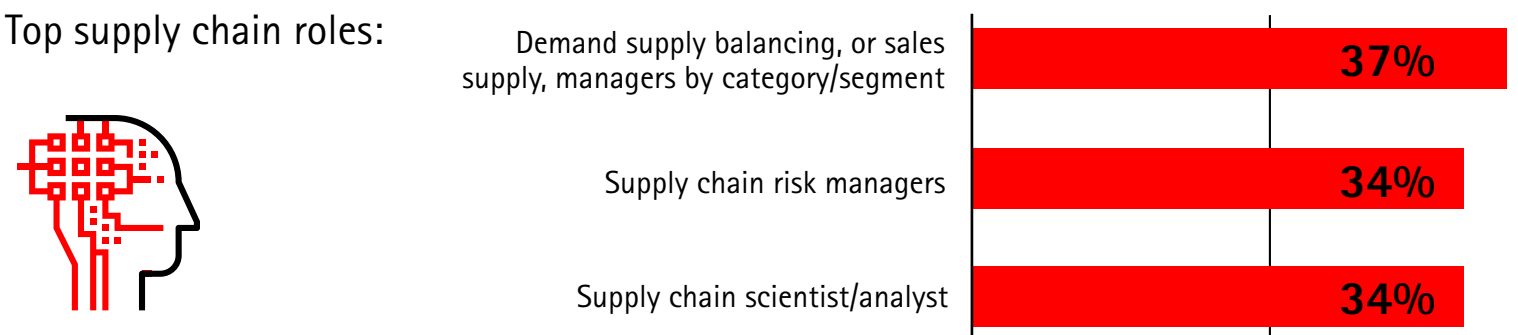 Top supply chain roles:
Demand supply balancing, or sales
supply, managers by category/segment
37%
Supply chain risk managers
34%
Supply chain scientist/analyst
34%